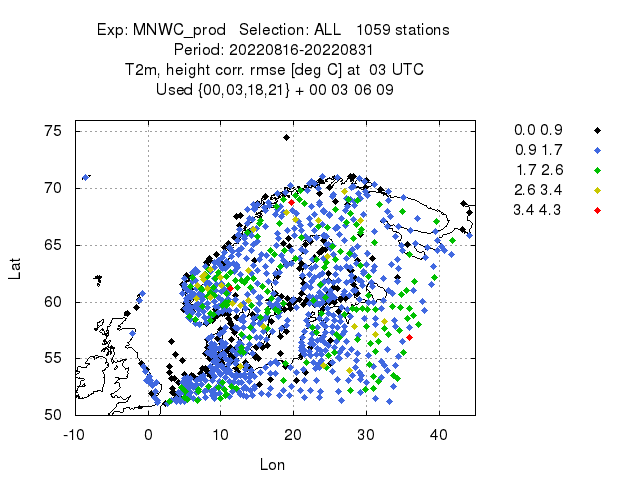 Exp: MNWC_prod   Selection: ALL   1059 stations
Period: 20220816-20220831
T2m, height corr. rmse [deg C] at  03 UTC
Used {00,03,18,21} + 00 03 06 09
75
70
65
60
55
50
-10 0 10 20 30 40
Lat
Lon
0.0 0.9
0.9 1.7
1.7 2.6
2.6 3.4
3.4 4.3